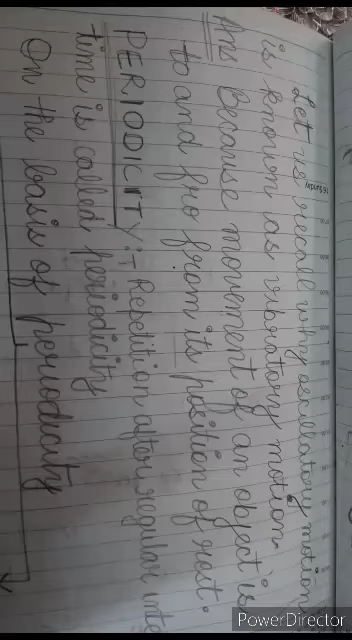 16 Sunday
Let us recall why oscillatory motion
is known as vibratory motion.
Ans Because movement of an object is
to and fro from its position of rest.
PERIODICITY :- Repetition after regular inte
time is called periodicity
On the basis of periodicity
PowerDirector